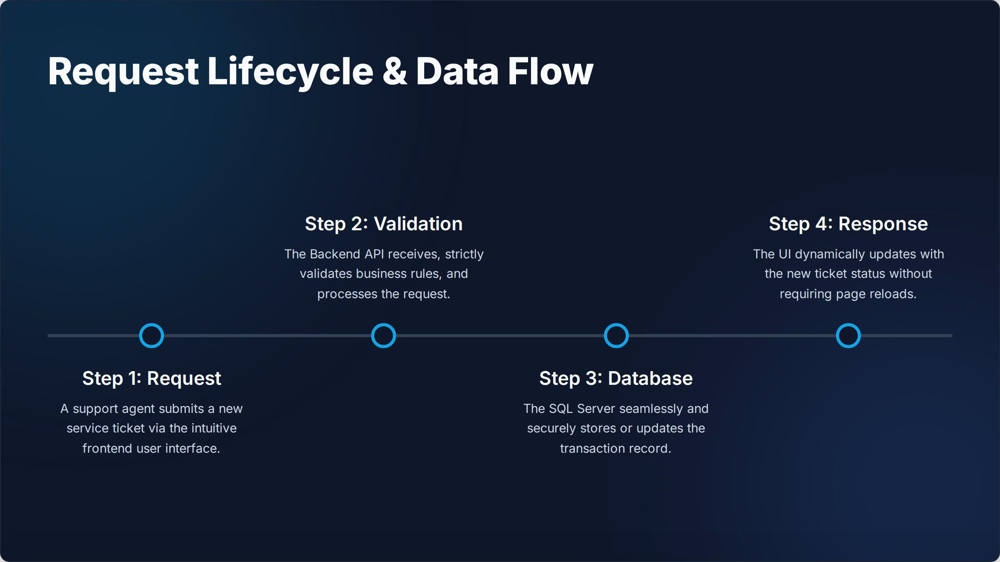 Request Lifecycle & Data Flow
Step 1: Request
A support agent submits a new
service ticket via the intuitive
frontend user interface.
Step 2: Validation
The Backend API receives, strictly
validates business rules, and
processes the request.
Step 3: Database
The SQL Server seamlessly and
securely stores or updates the
transaction record.
Step 4: Response
The UI dynamically updates with
the new ticket status without
requiring page reloads.